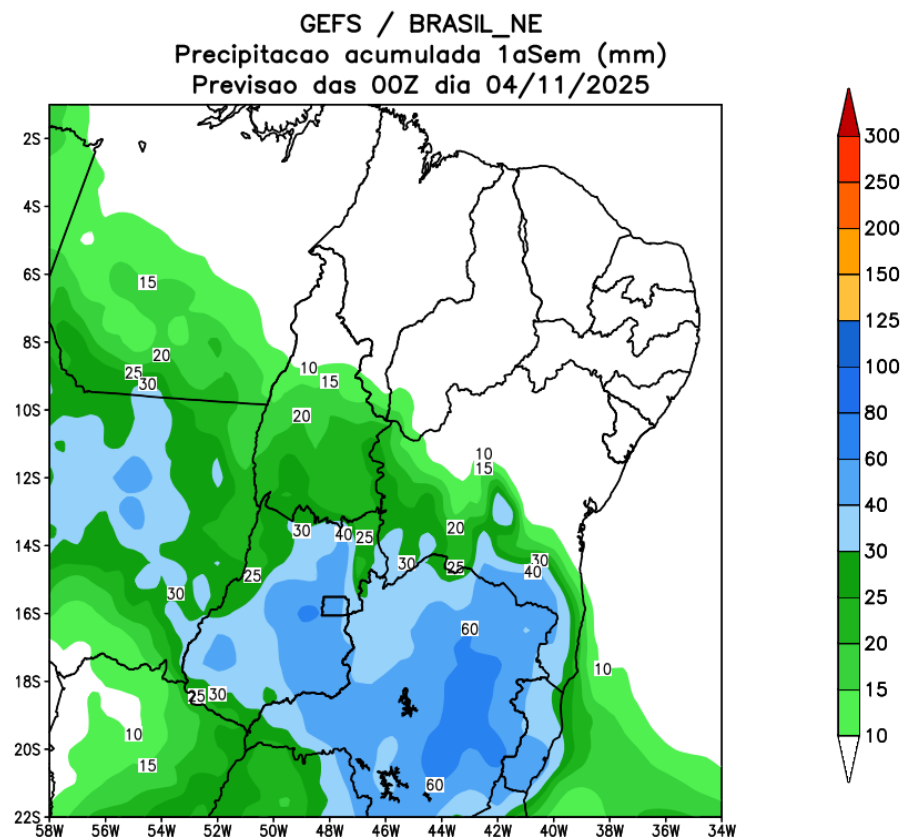 GEFS / BRASIL_NE
Precipitacao acumulada 1aSem (mm)
Previsao das 00Z dia 04/11/2025
2S
4S
6S
8S
10S
12S
14S
16S
18S
20S
22S
58W 56W 54W 52W 50W 48W 46W 44W 42W 40W 38W 36W 34W
15
20
25
30
10
15
20
10
15
20
30
40
25
30
25
30
40
25
30
60
10
25
30
10
15
60
300
250
200
150
125
100
80
60
40
30
25
20
15
10